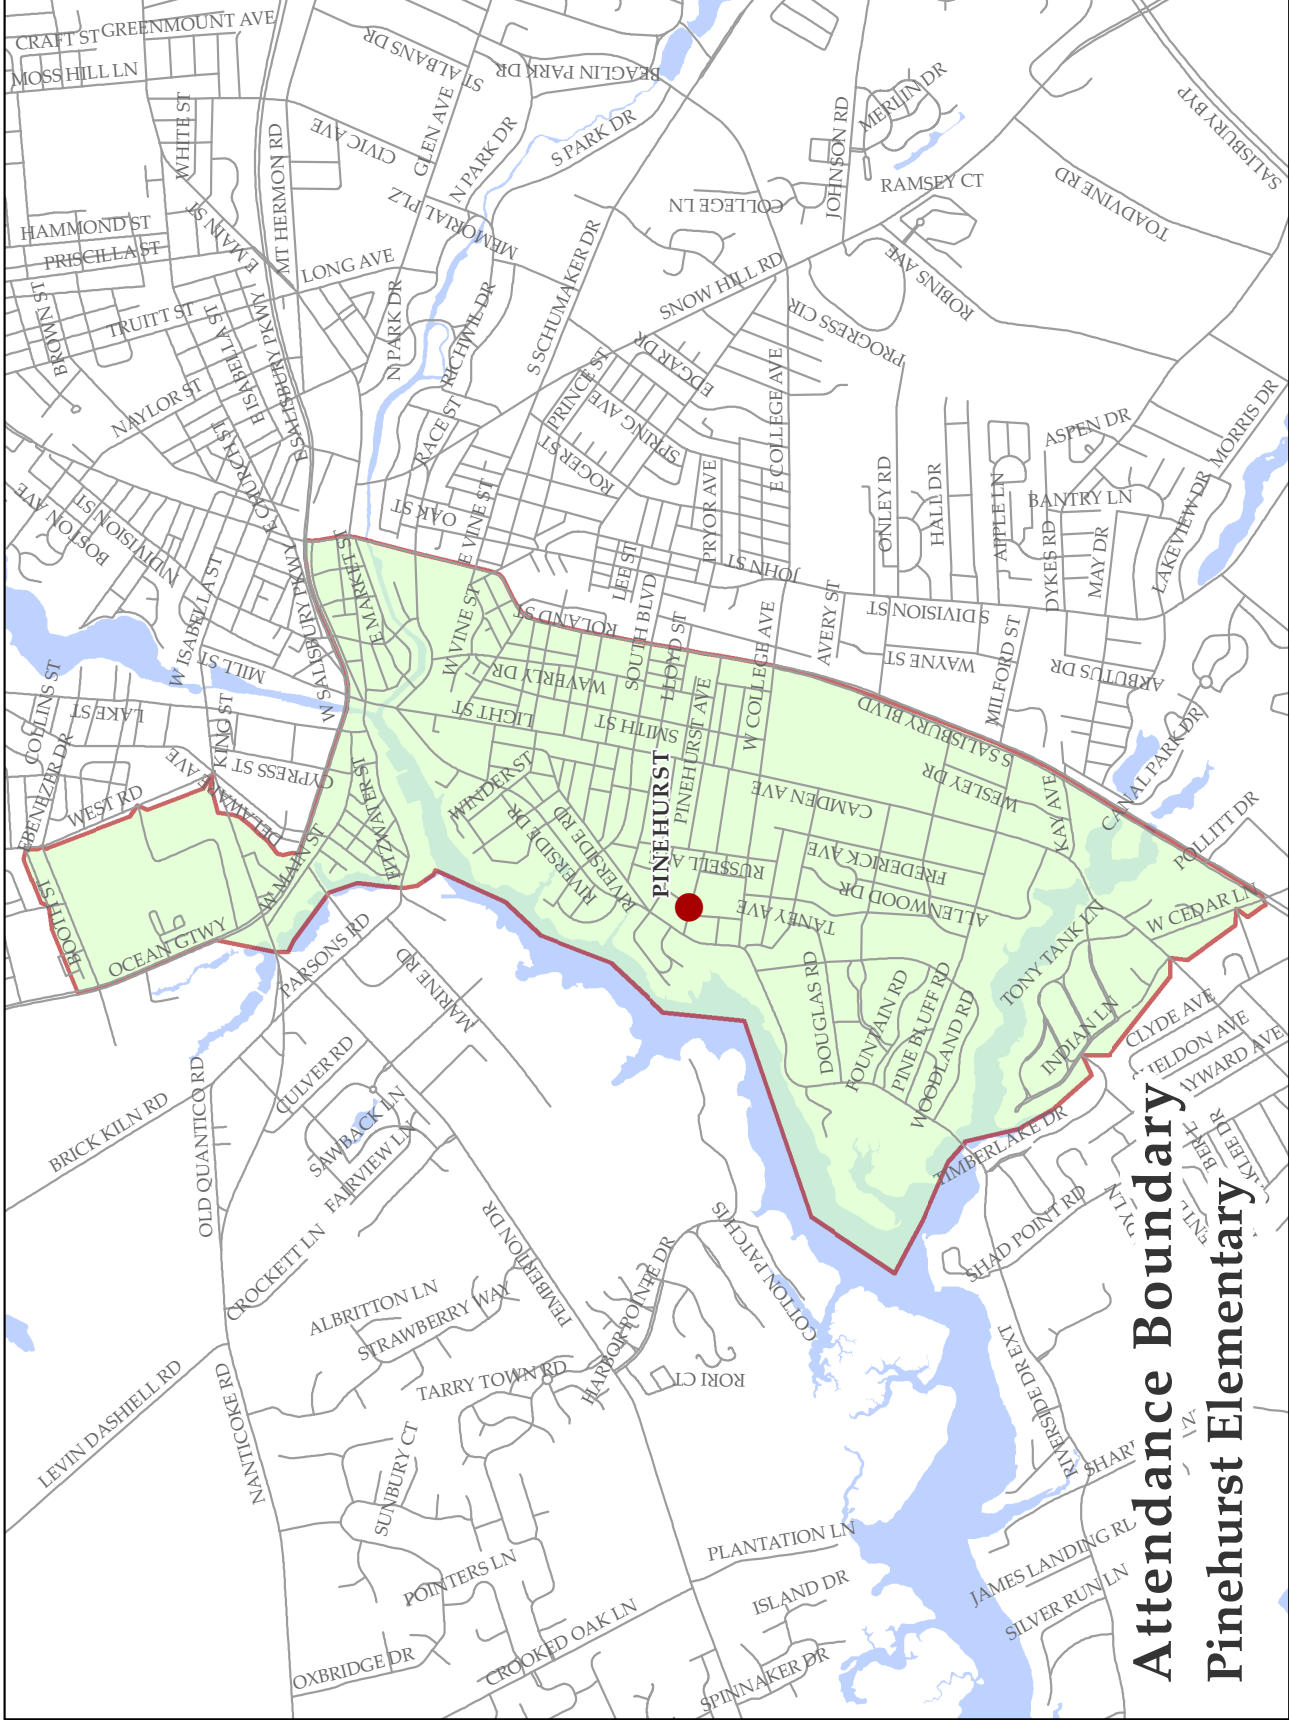 Attendance Boundary
Pinehurst Elementary
PINEHURST
CRAFT ST
GREENMOUNT AVE
MOSS HILL LN
WHITE ST
HAMMOND ST
PRISCILLA ST
E MAIN ST
MT HERMON RD
CIVIC AVE
ST ALBANS DR
BEAGLIN PARK DR
GLEN AVE
N PARK DR
S PARK DR
MEMORIAL PLZ
LONG AVE
BROWN ST
TRUITT ST
NAYLOR ST
E ISABELLA ST
E SALISBURY PKWY
E CHURCH ST
N PARK DR
RICHWIL DR
RACE ST
OAK ST
E VINE ST
S SCHUMAKER DR
COLLEGE LN
JOHNSON RD
MERLIN DR
RAMSEY CT
TOADVINE RD
SALISBURY BYP
SNOW HILL RD
ROBINS AVE
PROGRESS CIR
EDGAR DR
PRINCE ST
SPRING AVE
ROGER ST
PRYOR AVE
E COLLEGE AVE
JOHN ST
LEE ST
ONLEY RD
HALL DR
APPLE LN
ASPEN DR
BANTRY LN
DYKES RD
MAY DR
LAKEVIEW DR
MORRIS DR
BOSTON AVE
N DIVISION ST
W ISABELLA ST
MILL ST
W SALISBURY PKWY
E MARKET ST
W VINE ST
ROLAND ST
WAVERLY DR
SOUTH BLVD
LLOYD ST
LIGHT ST
SMITH ST
PINEHURST AVE
W COLLEGE AVE
AVERY ST
S DIVISION ST
WAYNE ST
MILFORD ST
ARBUTUS DR
S SALISBURY BLVD
WESLEY DR
KAY AVE
CANAL PARK DR
POLLITT DR
W CEDAR LN
COLLINS ST
LAKE ST
EBENEZER DR
KING ST
CYPRESS ST
DELAWARE AVE
WEST RD
BOOTH ST
OCEAN GTWY
W MAIN ST
FITZWATER ST
WINDER ST
RIVERSIDE DR
RIVERSIDE RD
CAMDEN AVE
FREDERICK AVE
ALLENWOOD DR
TANEY AVE
DOUGLAS RD
FOUNTAIN RD
PINE BLUFF RD
WOODLAND RD
TONY TANK LN
INDIAN LN
CLYDE AVE
TIMBERLAKE DR
SHAD POINT RD
PARSONS RD
MARINE RD
CULVER RD
SAWBACK LN
FAIRVIEW LN
BRICK KILN RD
OLD QUANTICO RD
CROCKETT LN
ALBRITTON LN
STRAWBERRY WAY
PEMBERTON DR
TARRY TOWN RD
HARBOR POINTE DR
COTTON PATCH IS
RORI CT
LEVIN DASHIELL RD
NANTICOKE RD
SUNBURY CT
POINTERS LN
OXBRIDGE DR
CROOKED OAK LN
PLANTATION LN
ISLAND DR
SPINNAKER DR
RIVERSIDE DR EXT
SILVER RUN LN